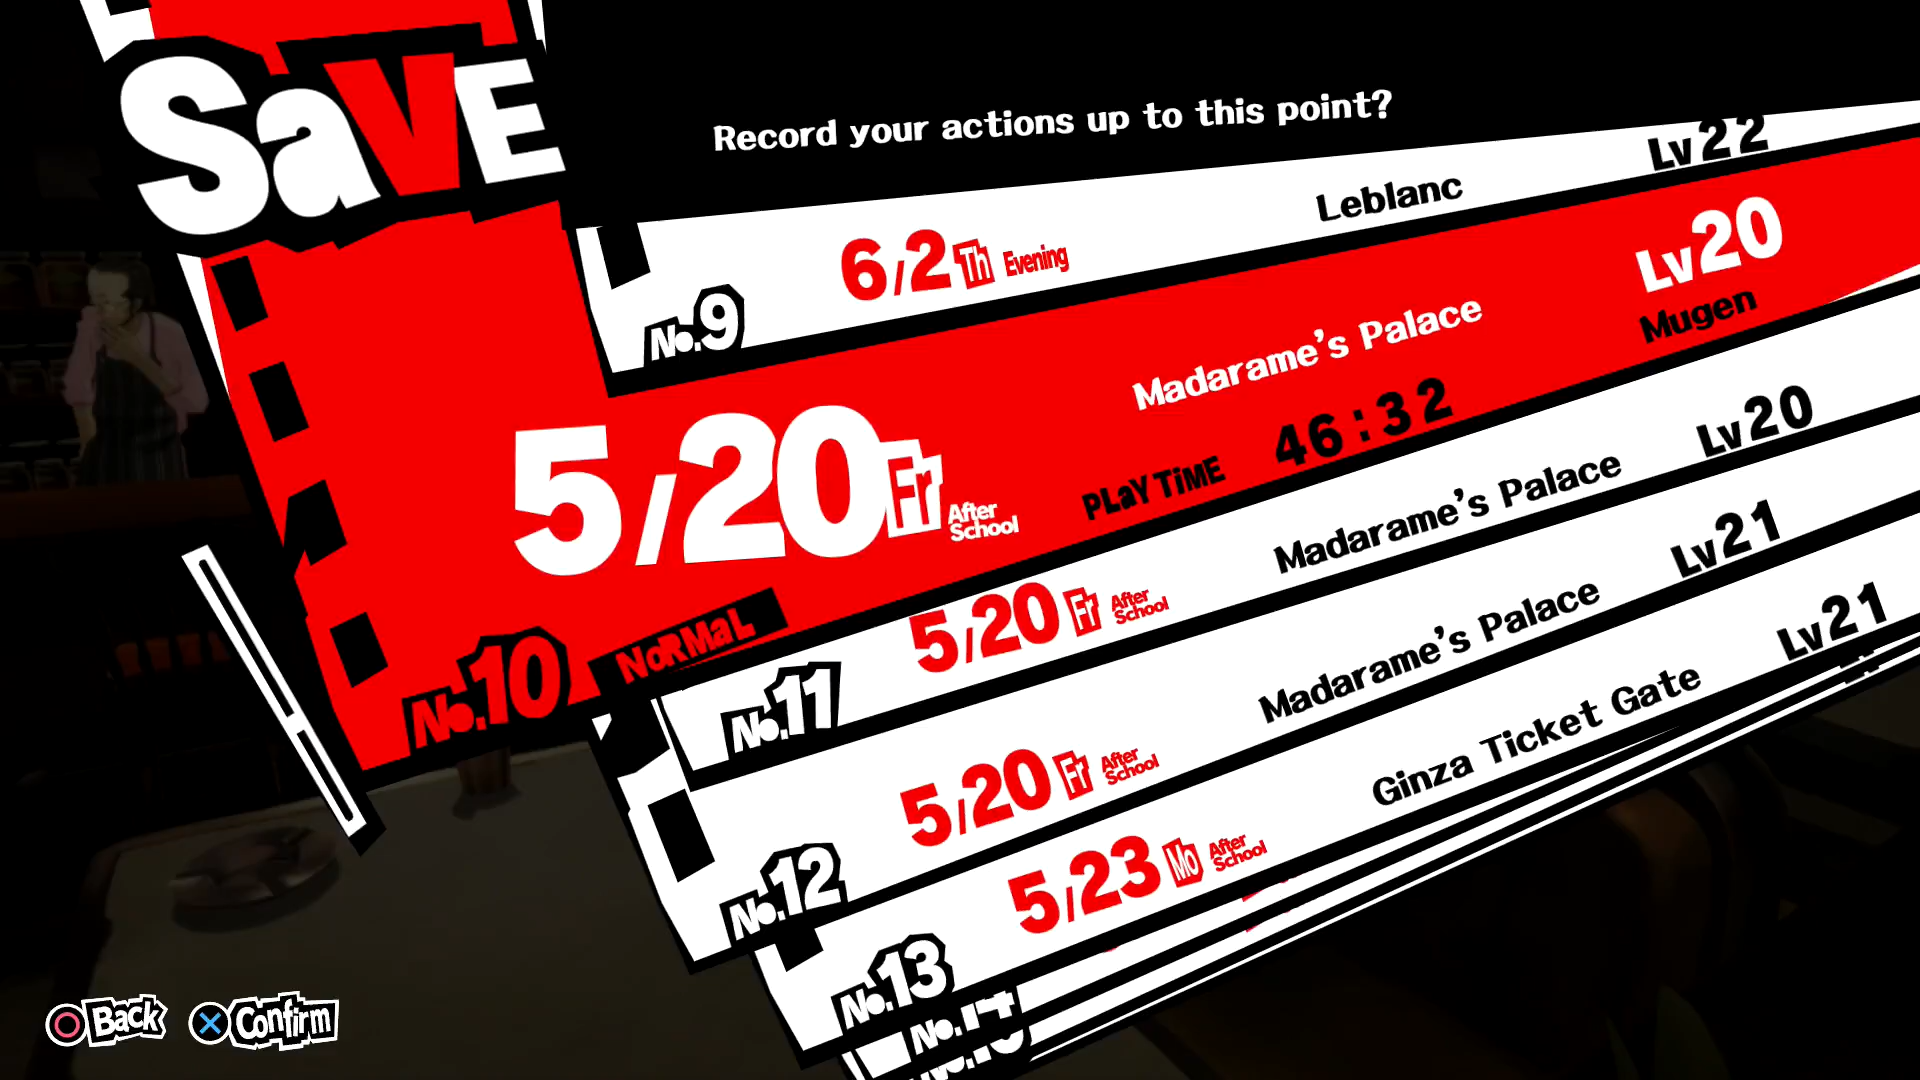 SaVE
Record your actions up to this point?
No.9 6/2 Th Evening Leblanc Lv22
No.10 5/20 Fr After School Madarame's Palace Lv20
Mugen
PLaY TiME 46:32
NoRMaL
No.11 5/20 Fr After School Madarame's Palace Lv20
No.12 5/20 Fr After School Madarame's Palace Lv21
No.13 5/23 Mo After School Ginza Ticket Gate Lv21
No.14
Back Confirm